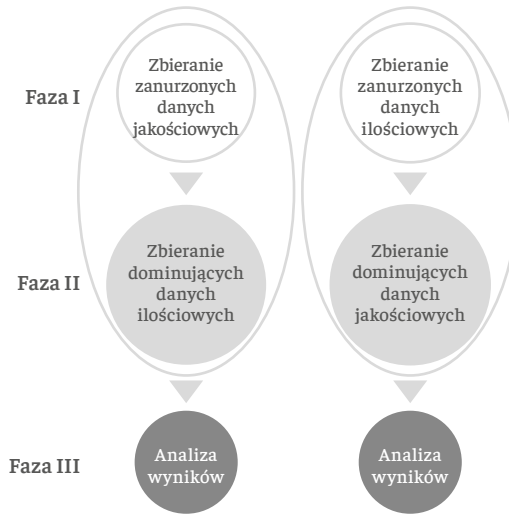 Faza I
Zbieranie
zanurzonych
danych
jakościowych
Zbieranie
zanurzonych
danych
ilościowych
Faza II
Zbieranie
dominujących
danych
ilościowych
Zbieranie
dominujących
danych
jakościowych
Faza III
Analiza
wyników
Analiza
wyników